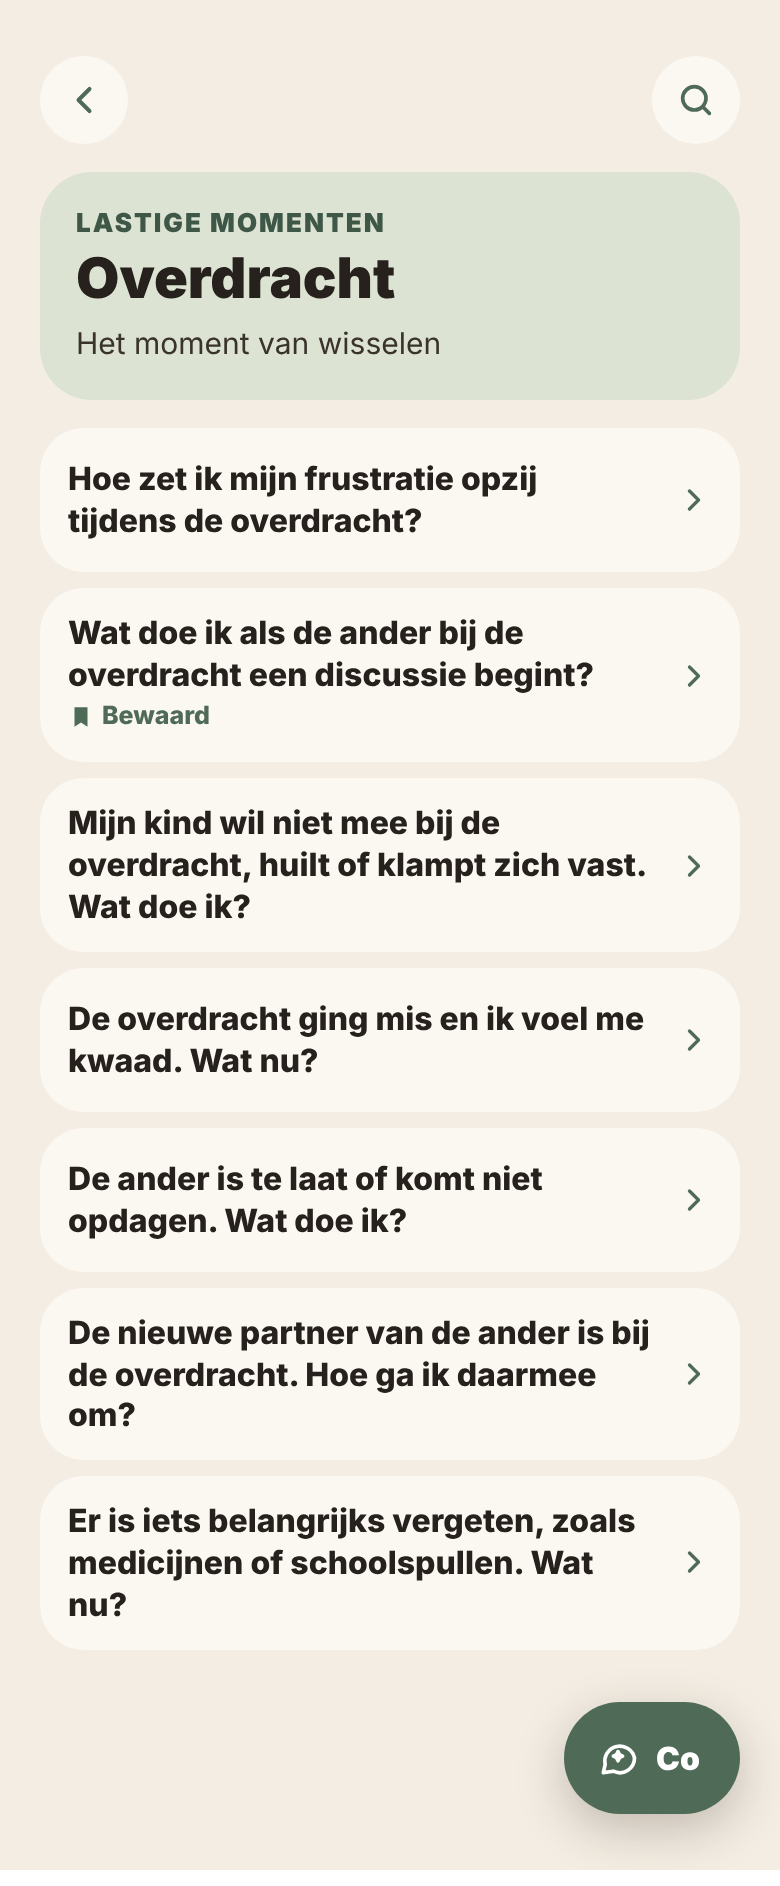 LASTIGE MOMENTEN
Overdracht
Het moment van wisselen
Hoe zet ik mijn frustratie opzij
tijdens de overdracht?
Wat doe ik als de ander bij de
overdracht een discussie begint?
Bewaard
Mijn kind wil niet mee bij de
overdracht, huilt of klampt zich vast.
Wat doe ik?
De overdracht ging mis en ik voel me
kwaad. Wat nu?
De ander is te laat of komt niet
opdagen. Wat doe ik?
De nieuwe partner van de ander is bij
de overdracht. Hoe ga ik daarmee
om?
Er is iets belangrijks vergeten, zoals
medicijnen of schoolspullen. Wat
nu?
Co